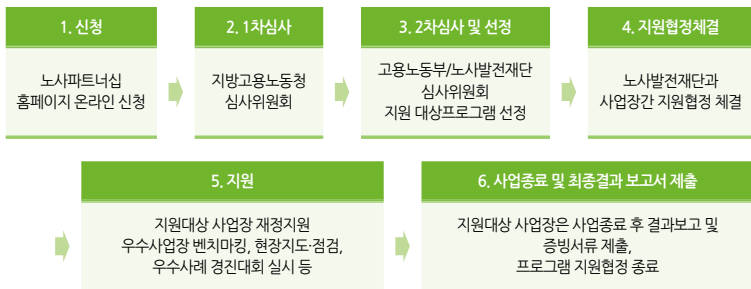 1. 신청
노사파트너십
홈페이지 온라인 신청
2. 1차심사
지방고용노동청
심사위원회
3. 2차심사 및 선정
고용노동부/노사발전재단
심사위원회
지원 대상프로그램 선정
4. 지원협정체결
노사발전재단과
사업장간 지원협정 체결
5. 지원
지원대상 사업장 재정지원
우수사업장 벤치마킹, 현장지도·점검,
우수사례 경진대회 실시 등
6. 사업종료 및 최종결과 보고서 제출
지원대상 사업장은 사업종료 후 결과보고 및
증빙서류 제출,
프로그램 지원협정 종료